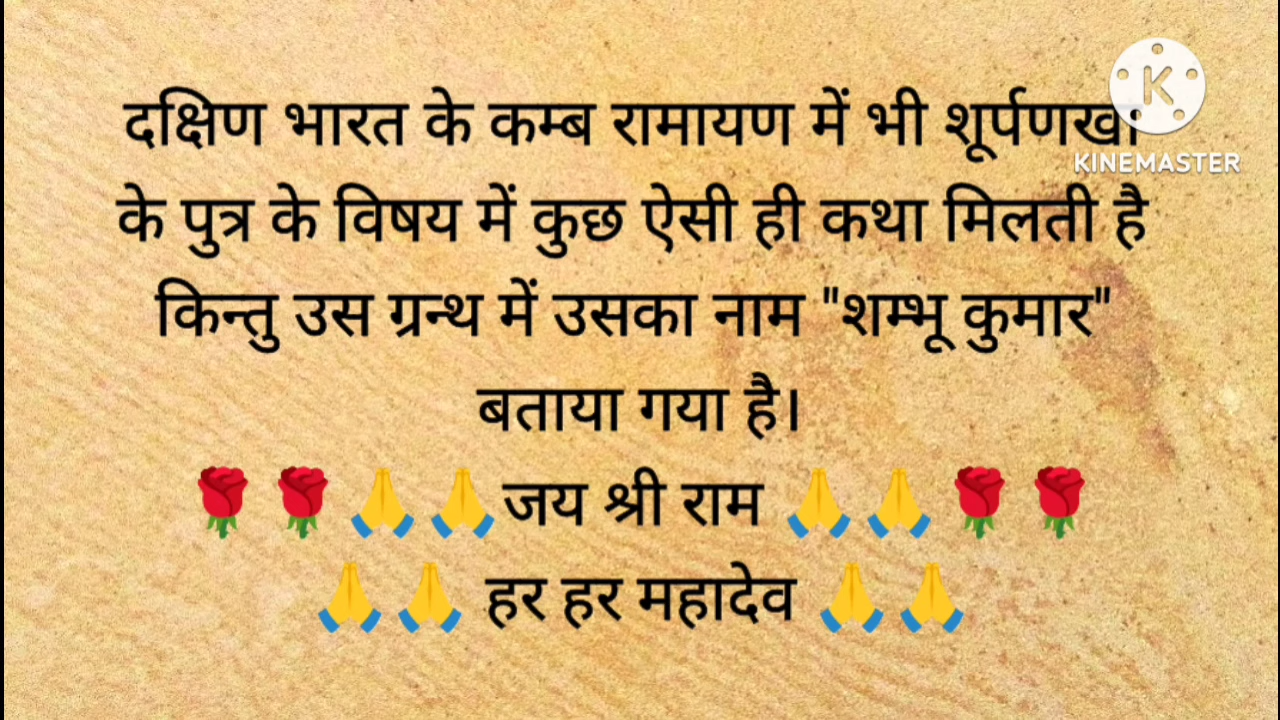 दक्षिण भारत के कम्ब रामायण में भी शूर्पणखा
KINEMASTER
के पुत्र के विषय में कुछ ऐसी ही कथा मिलती है
किन्तु उस ग्रन्थ में उसका नाम "शम्भू कुमार"
बताया गया है।
🌹🌹🙏🙏जय श्री राम 🙏🙏🌹🌹
🙏🙏 हर हर महादेव 🙏🙏